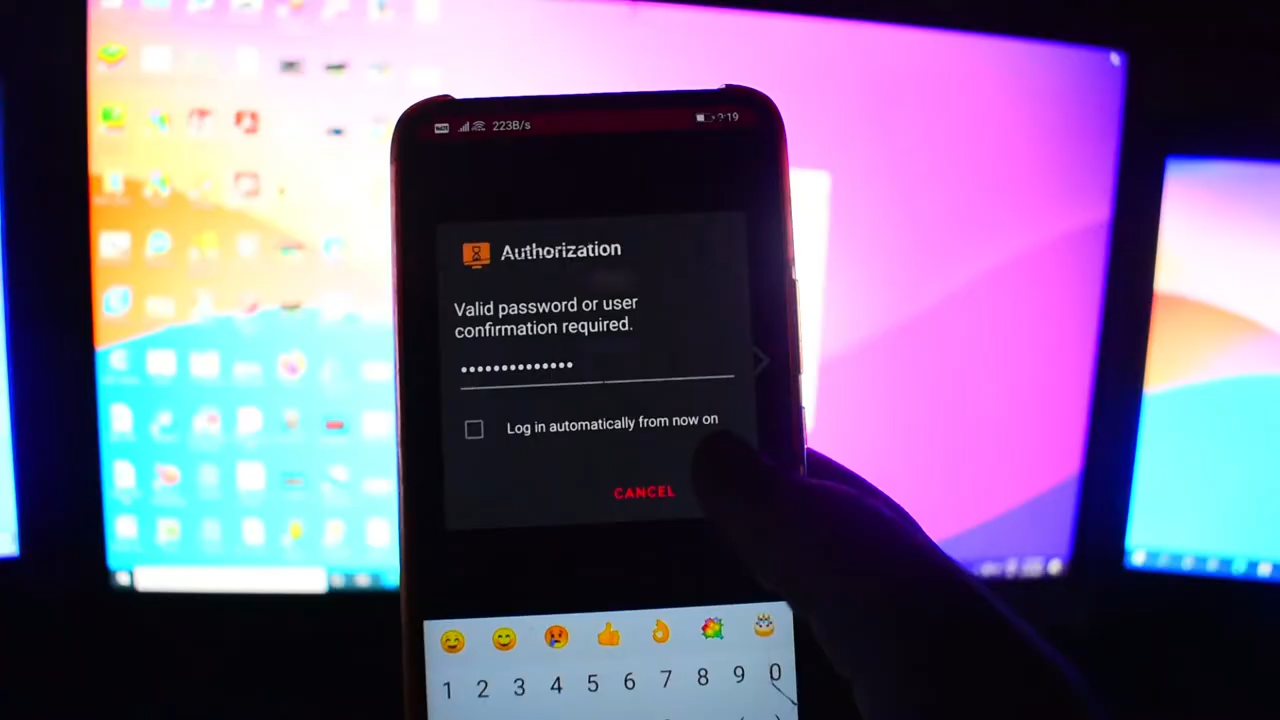 223B/s
2:19
Authorization
Valid password or user
confirmation required.
••••••••••••••
Log in automatically from now on
CANCEL
1 2 3 4 5 6 7 8 9 0